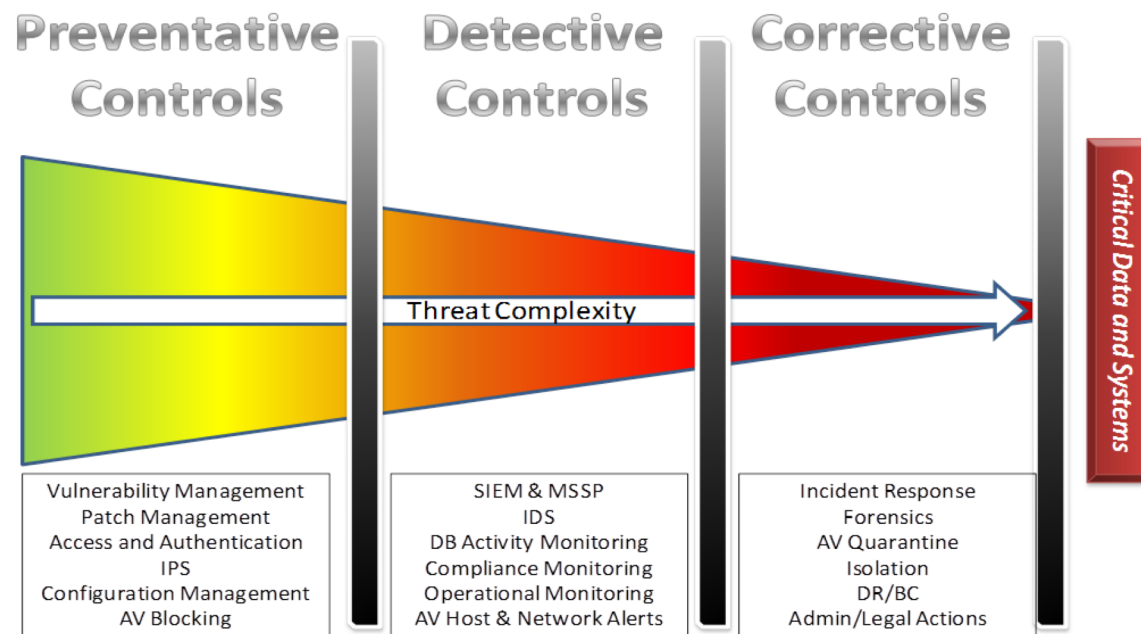 Preventative
Controls
Detective
Controls
Corrective
Controls
Threat Complexity
Critical Data and Systems
Vulnerability Management
Patch Management
Access and Authentication
IPS
Configuration Management
AV Blocking
SIEM & MSSP
IDS
DB Activity Monitoring
Compliance Monitoring
Operational Monitoring
AV Host & Network Alerts
Incident Response
Forensics
AV Quarantine
Isolation
DR/BC
Admin/Legal Actions